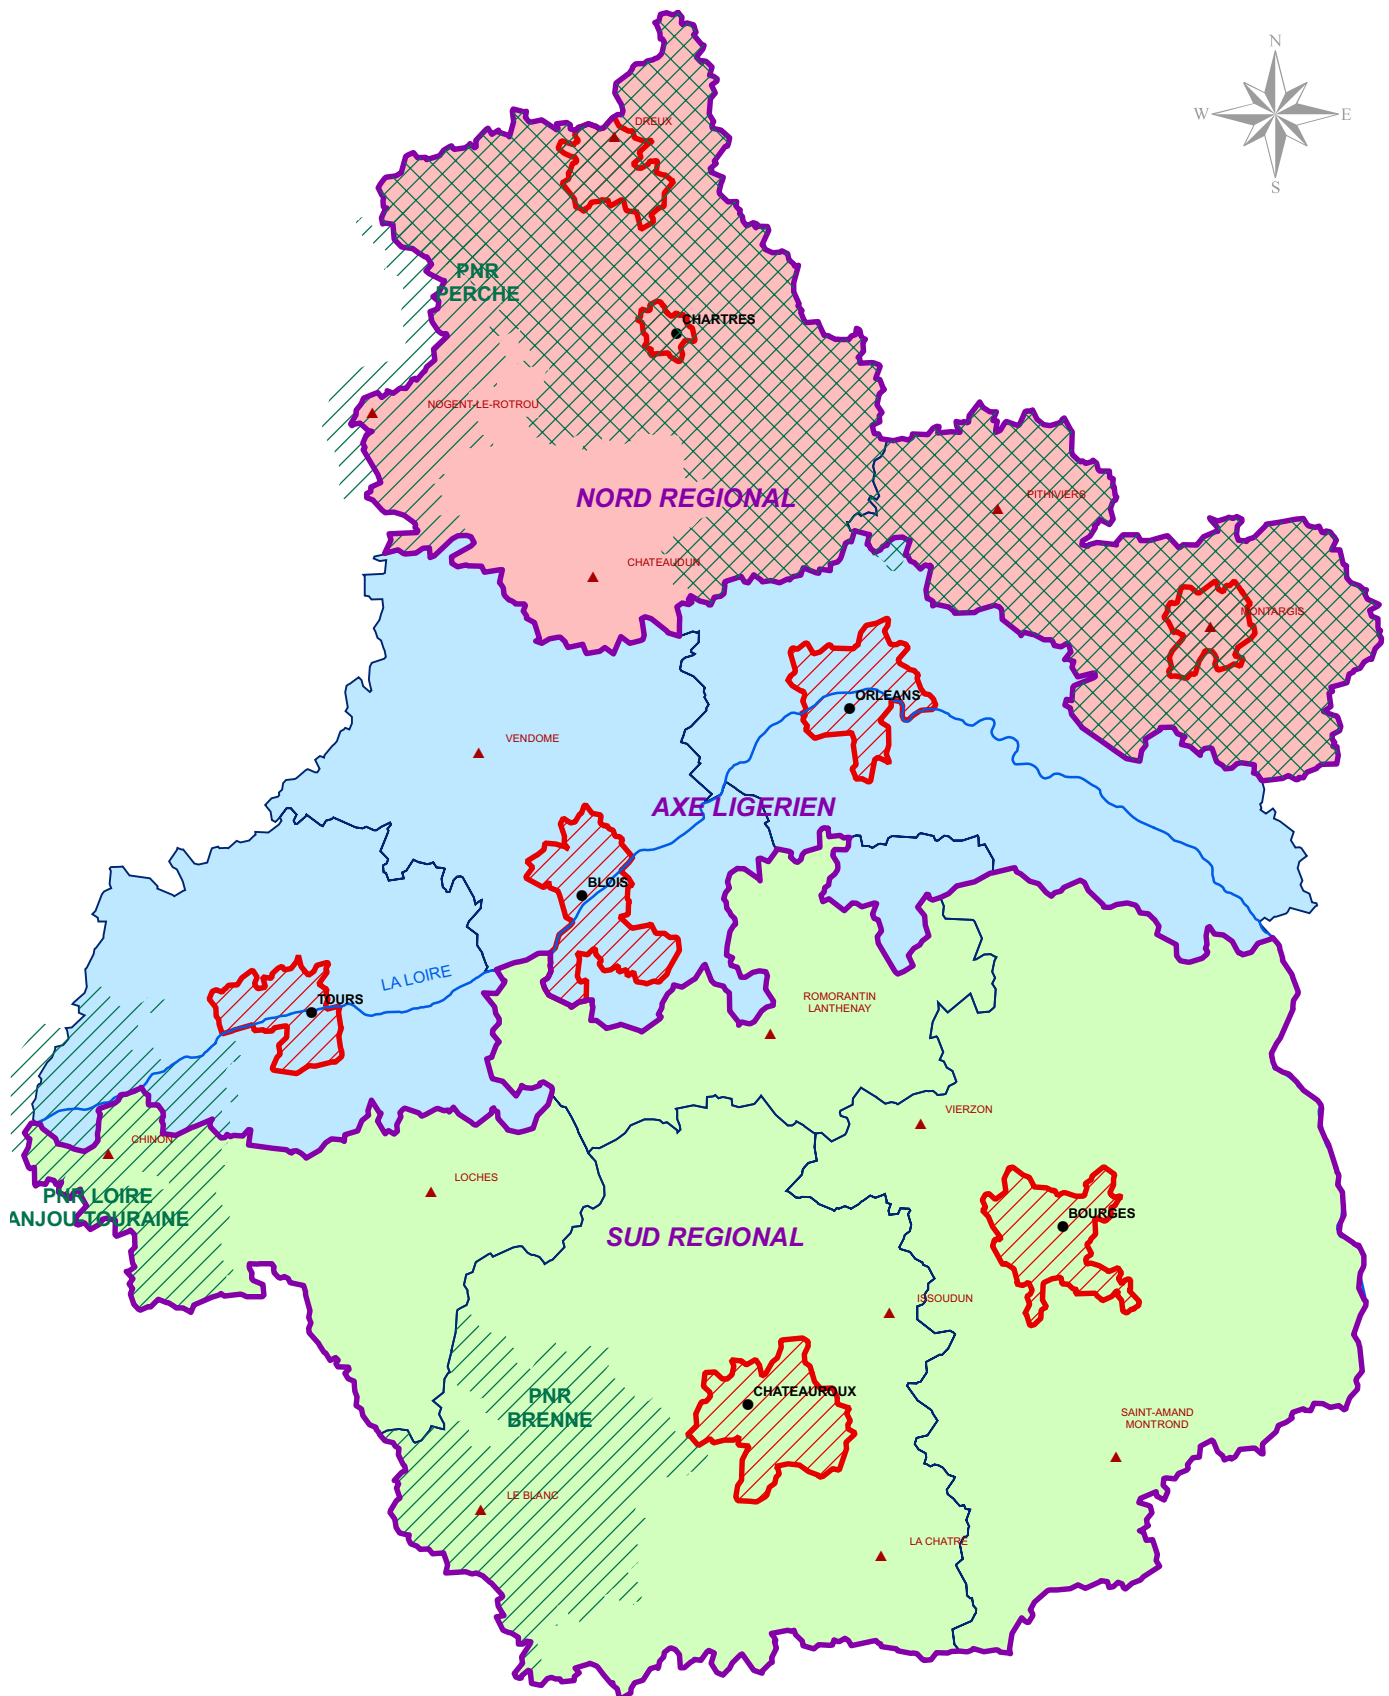 N
W
E
S
DREUX
PNR
PERCHE
CHARTRES
NOGENT-LE-ROTROU
NORD REGIONAL
PITHIVIERS
CHATEAUDUN
MONTARGIS
ORLEANS
VENDOME
AXE LIGERIEN
BLOIS
LA LOIRE
TOURS
ROMORANTIN
LANTHENAY
VIERZON
CHINON
LOCHES
PNR LOIRE
ANJOU TOURAINE
BOURGES
SUD REGIONAL
ISSOUDUN
CHATEAUROUX
PNR
BRENNE
SAINT-AMAND
MONTROND
LE BLANC
LA CHATRE